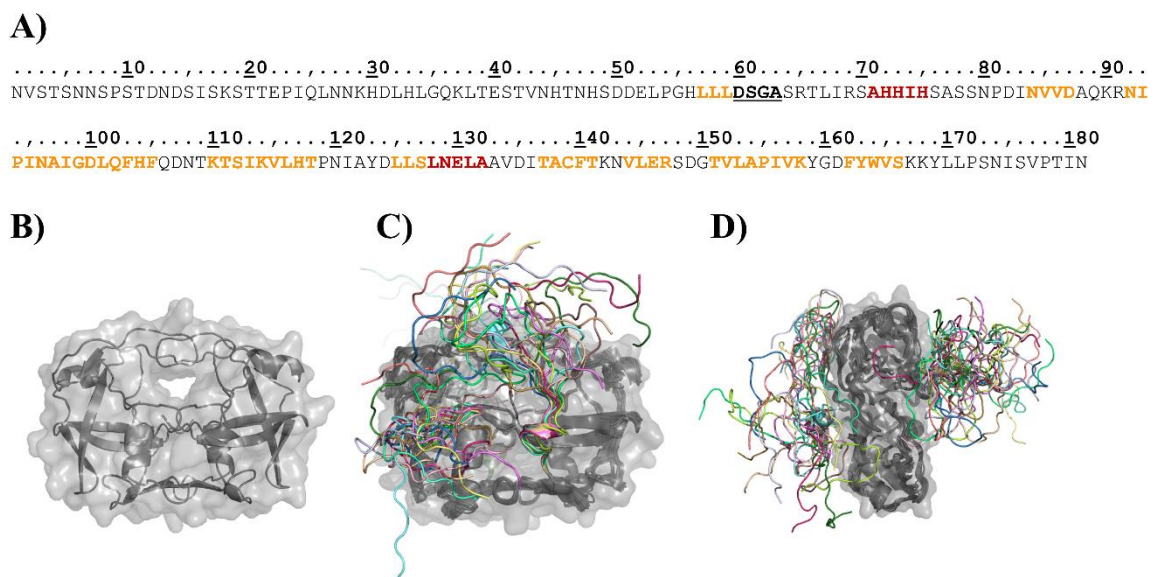 A)
....,....10...,....20...,....30...,....40...,....50...,....60...,....70...,....80...,....90..
NVSTSNNSPSTDNDSISKSTTEPIQLNNKHDLHLGQKLTESTVNHTNHSDDELPGHLLLDSGASRTLIRSAHHIHSASSNPDINVVDAQKRNI
.,....100..,....110..,....120..,....130..,....140..,....150..,....160..,....170..,....180
PINAIGDLQFHFQDNTKTSIKVLHTPNIAYDLLSLNELAAVDITACFTKNVLERSDGTVLAPIVKYGDFYWVSKKYLLPSNISVPTIN
B)
C)
D)